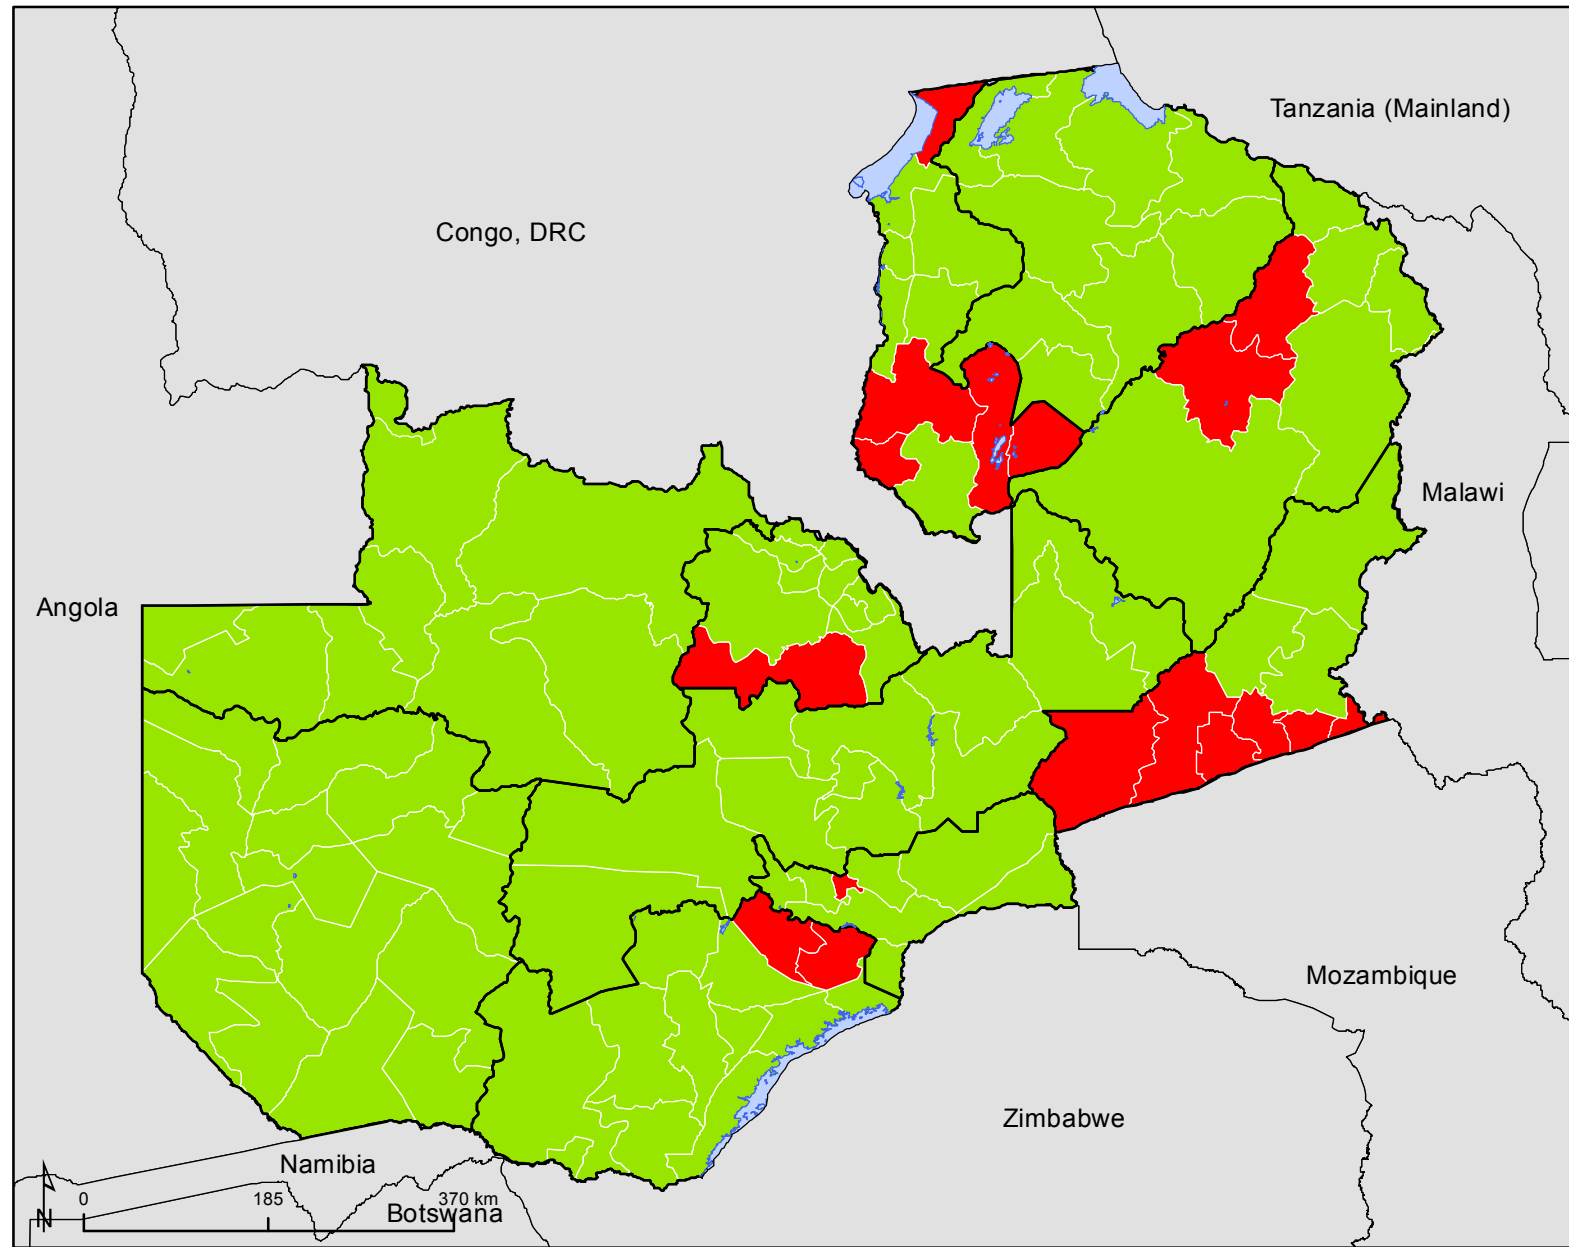 Tanzania (Mainland)
Congo, DRC
Malawi
Angola
Mozambique
Zimbabwe
Namibia
0 185 370 km
Botswana
N